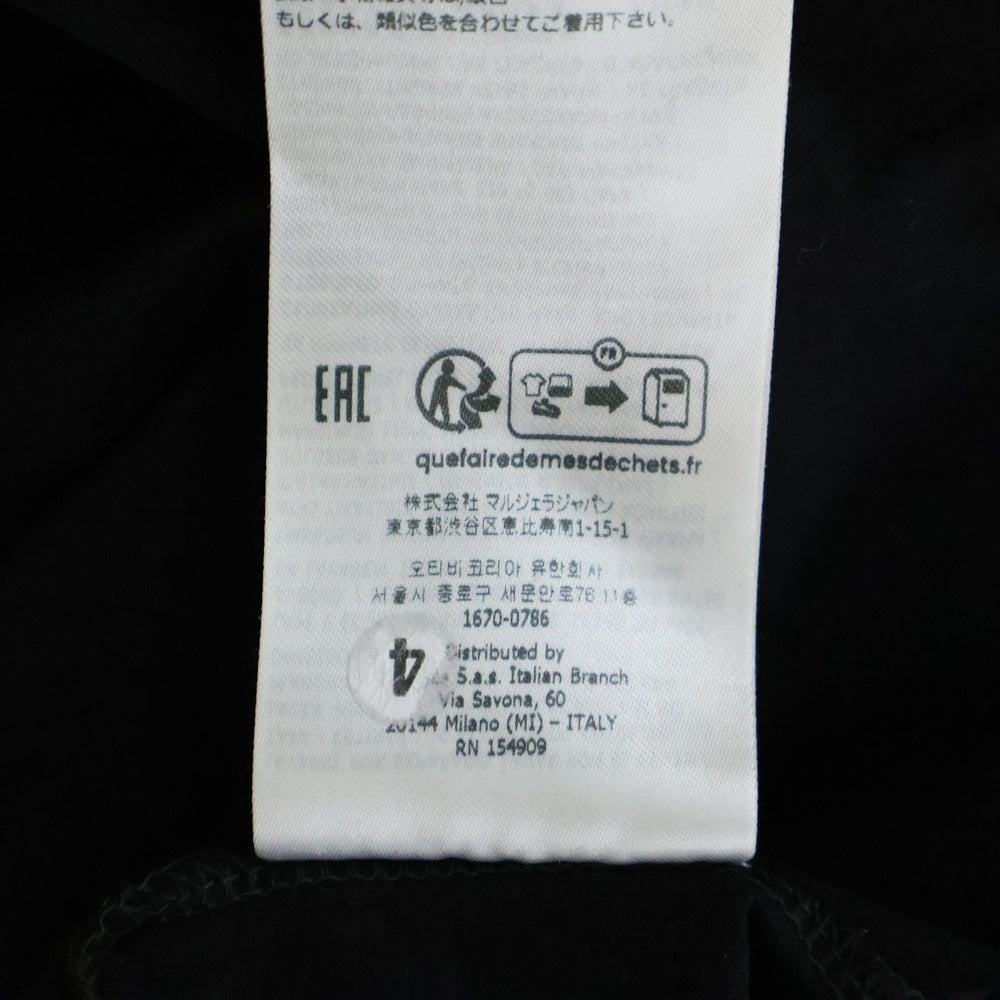 もしくは、類似色を合わせてご着用下さい。
EAC
FR
quefairedemesdechets.fr
株式会社 マルジェラジャパン
東京都渋谷区恵比寿南1-15-1
오티비코리아 유한회사
서울시 종로구 새문안로76 11층
1670-0786
4
Distributed by
S.a.s. Italian Branch
Via Savona, 60
20144 Milano (MI) – ITALY
RN 154909